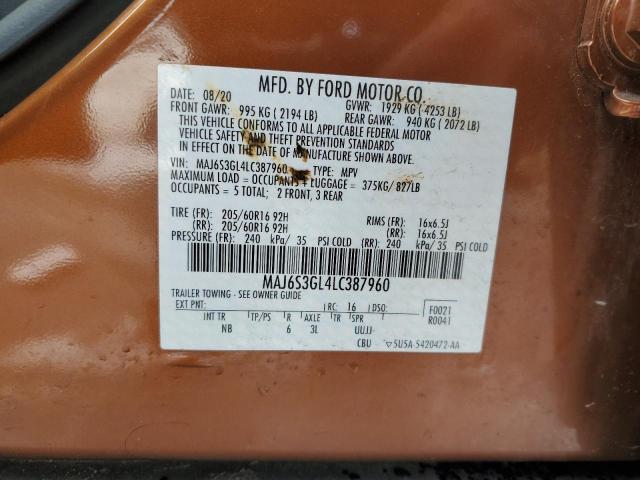 MFD. BY FORD MOTOR CO.
DATE: 08/20 GVWR: 1929 KG ( 4253 LB)
FRONT GAWR: 995 KG ( 2194 LB) REAR GAWR: 940 KG ( 2072 LB)
THIS VEHICLE CONFORMS TO ALL APPLICABLE FEDERAL MOTOR
VEHICLE SAFETY AND THEFT PREVENTION STANDARDS
IN EFFECT ON THE DATE OF MANUFACTURE SHOWN ABOVE.
VIN: MAJ6S3GL4LC387960 TYPE: MPV
MAXIMUM LOAD = OCCUPANTS + LUGGAGE = 375KG/ 827LB
OCCUPANTS = 5 TOTAL; 2 FRONT, 3 REAR
TIRE (FR): 205/60R16 92H RIMS (FR): 16x6.5J
(RR): 205/60R16 92H (RR): 16x6.5J
PRESSURE (FR): 240 kPa/ 35 PSI COLD (RR): 240 kPa/ 35 PSI COLD
MAJ6S3GL4LC387960
TRAILER TOWING - SEE OWNER GUIDE
EXT PNT: RC: 16 DSO: F0021
R0041
INT TR TP/PS R AXLE TR SPR
NB 6 3L UUJJ
CBU ▽5U5A-5420472-AA